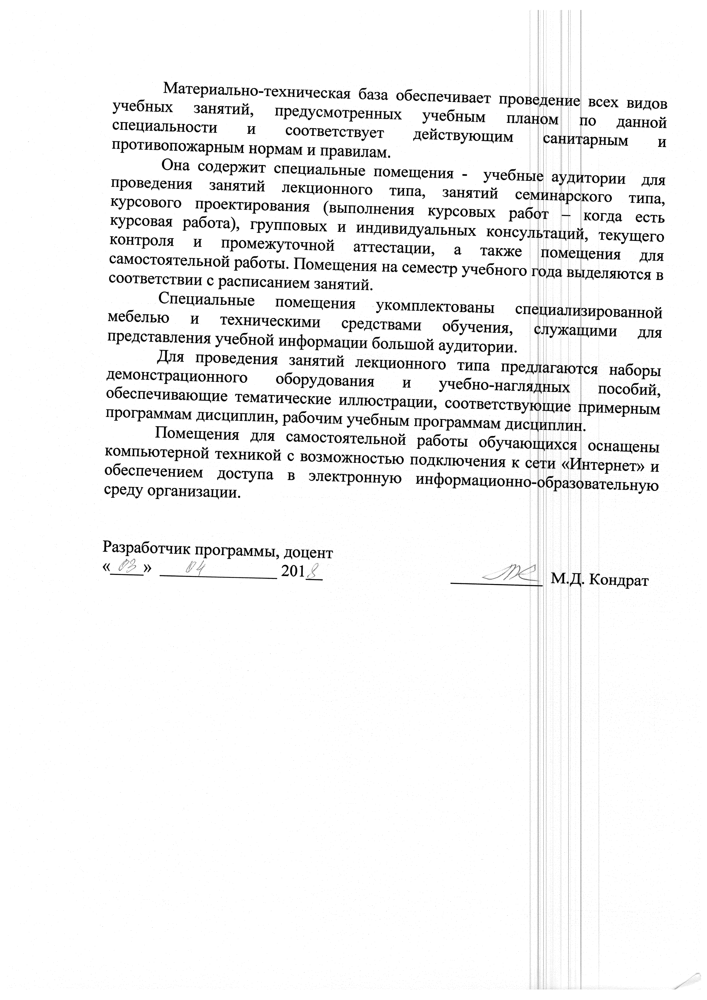 Материально-техническая база обеспечивает проведение всех видов
учебных занятий, предусмотренных учебным планом по данной
специальности и соответствует действующим санитарным и
противопожарным нормам и правилам.
Она содержит специальные помещения - учебные аудитории для
проведения занятий лекционного типа, занятий семинарского типа,
курсового проектирования (выполнения курсовых работ – когда есть
курсовая работа), групповых и индивидуальных консультаций, текущего
контроля и промежуточной аттестации, а также помещения для
самостоятельной работы. Помещения на семестр учебного года выделяются в
соответствии с расписанием занятий.
Специальные помещения укомплектованы специализированной
мебелью и техническими средствами обучения, служащими для
представления учебной информации большой аудитории.
Для проведения занятий лекционного типа предлагаются наборы
демонстрационного оборудования и учебно-наглядных пособий,
обеспечивающие тематические иллюстрации, соответствующие примерным
программам дисциплин, рабочим учебным программам дисциплин.
Помещения для самостоятельной работы обучающихся оснащены
компьютерной техникой с возможностью подключения к сети «Интернет» и
обеспечением доступа в электронную информационно-образовательную
среду организации.
Разработчик программы, доцент
«03» 04 2018 М.Д. Кондрат